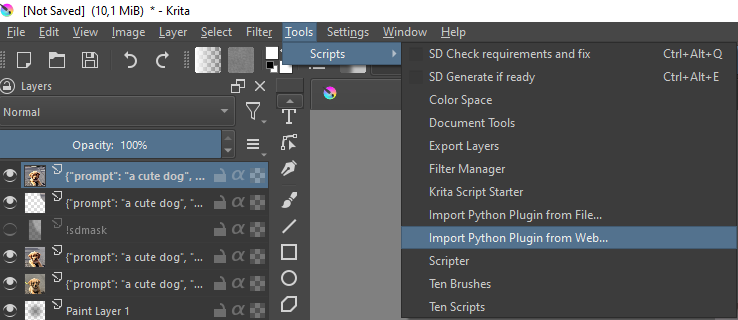 [Not Saved] (10,1 MiB) * - Krita
File Edit View Image Layer Select Filter Tools Settings Window Help
Scripts
SD Check requirements and fix Ctrl+Alt+Q
SD Generate if ready Ctrl+Alt+E
Color Space
Document Tools
Export Layers
Filter Manager
Krita Script Starter
Import Python Plugin from File...
Import Python Plugin from Web...
Scripter
Ten Brushes
Ten Scripts
Layers
Normal
Opacity: 100%
{"prompt": "a cute dog", ...
{"prompt": "a cute dog", "...
!sdmask
{"prompt": "a cute dog", "...
{"prompt": "a cute dog", "...
Paint Layer 1